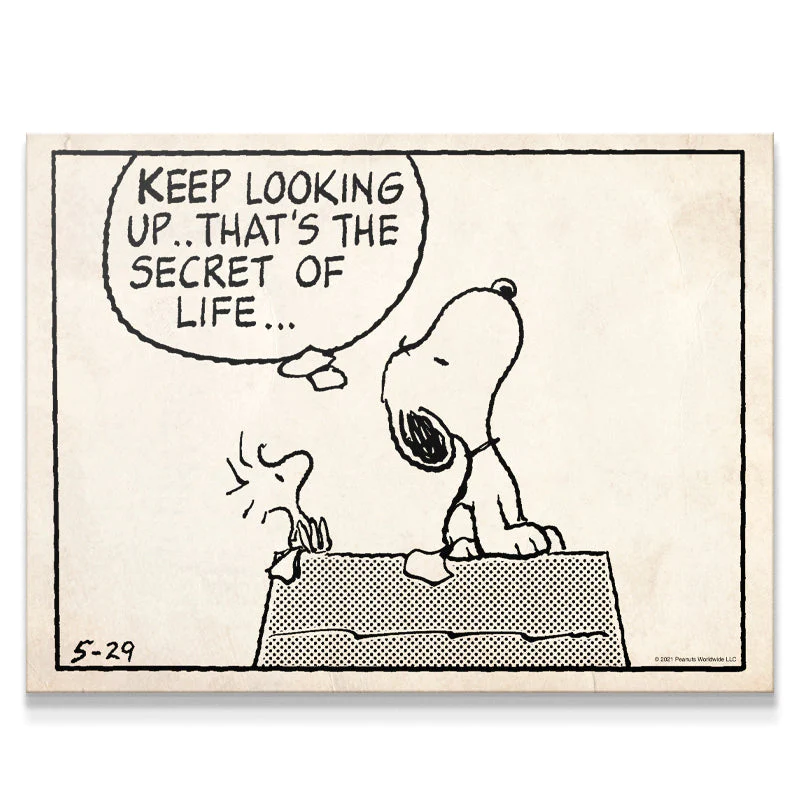 KEEP LOOKING
UP..THAT'S THE
SECRET OF
LIFE...
5-29
© 2021 Peanuts Worldwide LLC